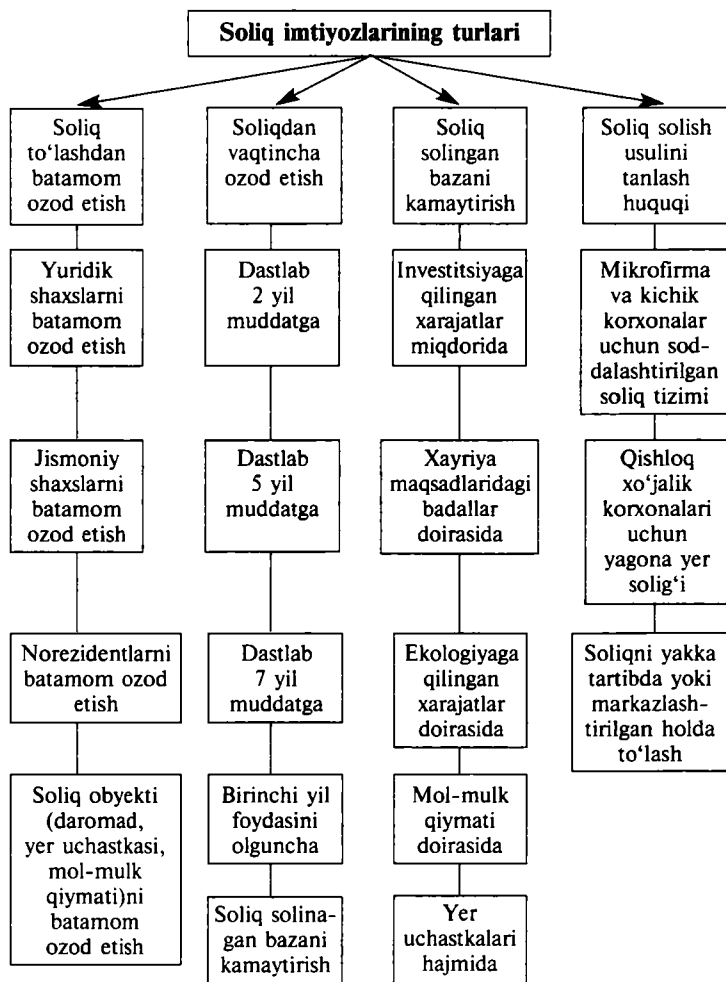 Soliq imtiyozlarining turlari
Soliq
to‘lashdan
batamom
ozod etish
Yuridik
shaxslarni
batamom
ozod etish
Jismoniy
shaxslarni
batamom
ozod etish
Norezidentlarni
batamom ozod
etish
Soliq obyekti
(daromad,
yer uchastkasi,
mol-mulk
qiymati)ni
batamom
ozod etish
Soliqdan
vaqtincha
ozod etish
Dastlab
2 yil
muddatga
Dastlab
5 yil
muddatga
Dastlab
7 yil
muddatga
Birinchi yil
foydasini
olguncha
Soliq solina-
gan bazani
kamaytirish
Soliq
solingan
bazani
kamaytirish
Investitsiyaga
qilingan
xarajatlar
miqdorida
Xayriya
maqsadlaridagi
badallar
doirasida
Ekologiyaga
qilingan
xarajatlar
doirasida
Mol-mulk
qiymati
doirasida
Yer
uchastkalari
hajmida
Soliq solish
usulini
tanlash
huquqi
Mikrofirma
va kichik
korxonalar
uchun sod-
dalashtirilgan
soliq tizimi
Qishloq
xo‘jalik
korxonalari
uchun
yagona yer
solig‘i
Soliqni yakka
tartibda yoki
markazlash-
tirilgan holda
to‘lash